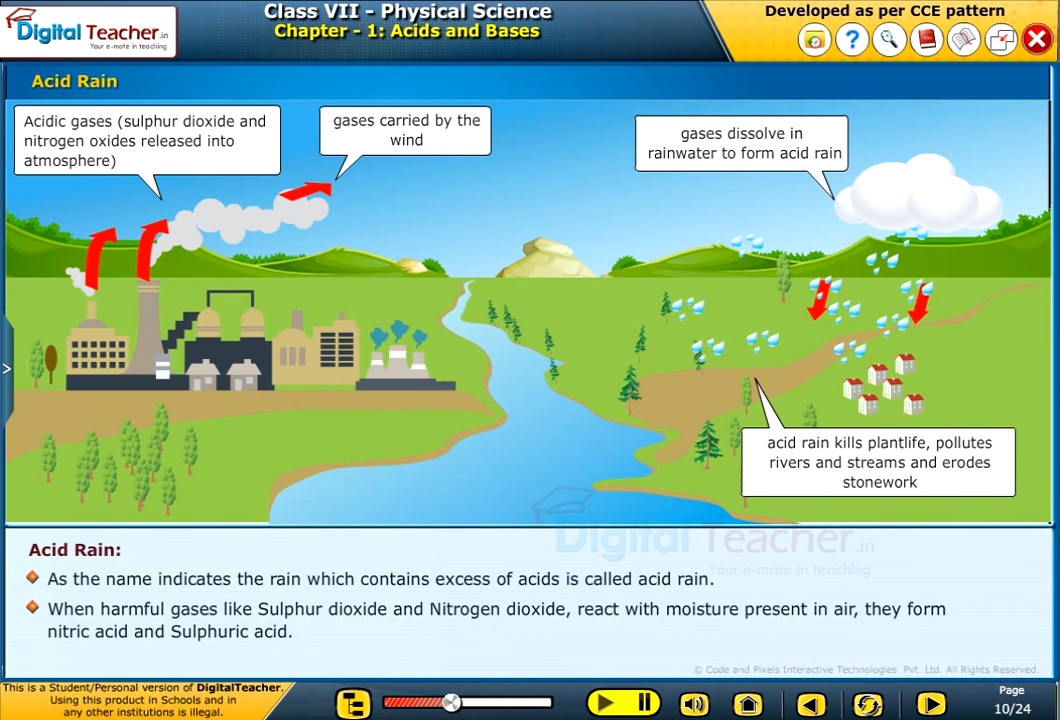 Digital Teacher.in
Your e-mate in teaching
Class VII - Physical Science
Chapter - 1: Acids and Bases
Developed as per CCE pattern
?
Acid Rain
Acidic gases (sulphur dioxide and
nitrogen oxides released into
atmosphere)
gases carried by the
wind
gases dissolve in
rainwater to form acid rain
>
acid rain kills plantlife, pollutes
rivers and streams and erodes
stonework
Digital Teacher.in
Your e-mate in teaching
Acid Rain:
As the name indicates the rain which contains excess of acids is called acid rain.
When harmful gases like Sulphur dioxide and Nitrogen dioxide, react with moisture present in air, they form
nitric acid and Sulphuric acid.
© Code and Pixels Interactive Technologies Pvt. Ltd. All Rights Reserved.
This is a Student/Personal version of DigitalTeacher.
Using this product in Schools and in
any other institutions is illegal.
Page
10/24